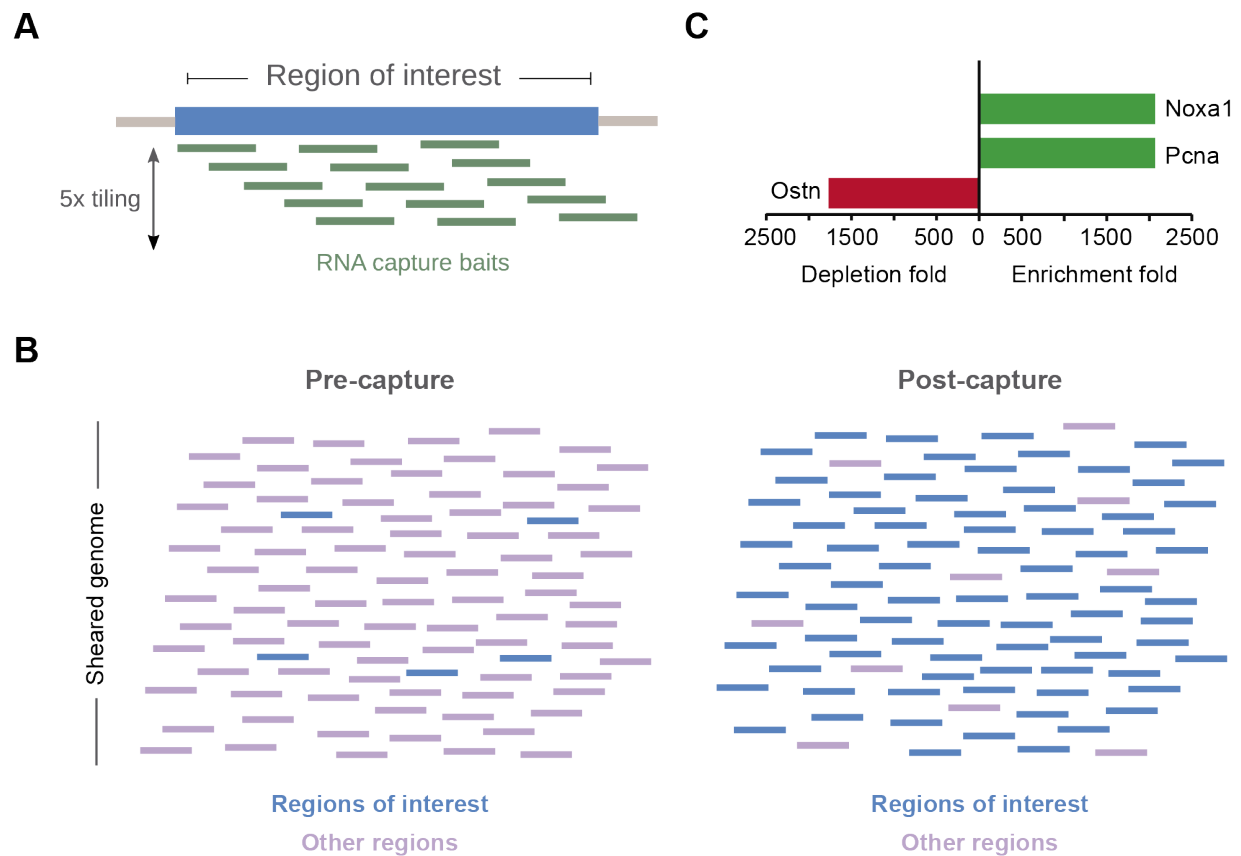 A
Region of interest
5x tiling
RNA capture baits
C
Noxa1
Pcna
Ostn
2500 1500 500 0 500 1500 2500
Depletion fold Enrichment fold
B
Pre-capture
Post-capture
Sheared genome
Regions of interest
Other regions
Regions of interest
Other regions